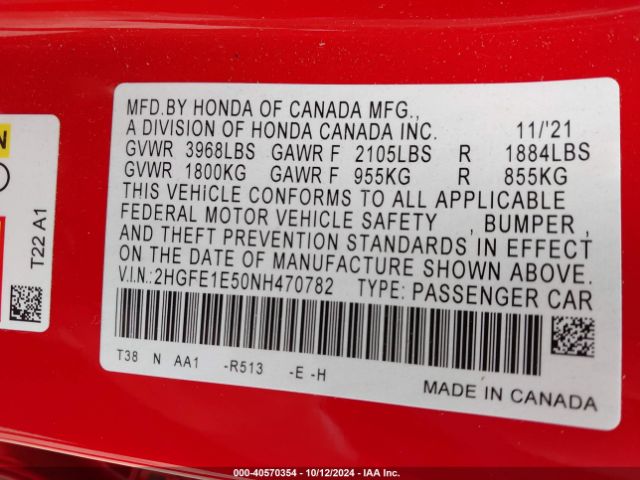 MFD.BY HONDA OF CANADA MFG.,
A DIVISION OF HONDA CANADA INC. 11/'21
GVWR 3968LBS GAWR F 2105LBS R 1884LBS
GVWR 1800KG GAWR F 955KG R 855KG
THIS VEHICLE CONFORMS TO ALL APPLICABLE
FEDERAL MOTOR VEHICLE SAFETY , BUMPER ,
AND THEFT PREVENTION STANDARDS IN EFFECT
ON THE DATE OF MANUFACTURE SHOWN ABOVE.
V.I.N.: 2HGFE1E50NH470782 TYPE: PASSENGER CAR
T38 N AA1 -R513 -E -H
MADE IN CANADA
N
T22 A1
000-40570354 - 10/12/2024 - IAA Inc.